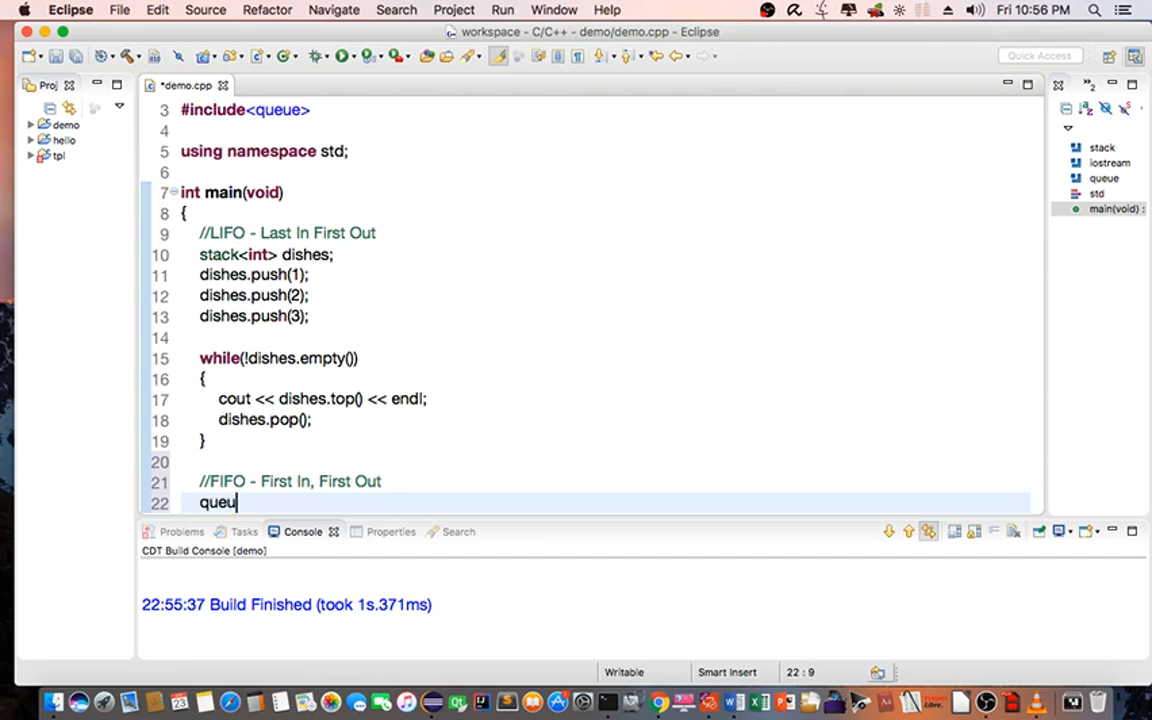 Eclipse File Edit Source Refactor Navigate Search Project Run Window Help Fri 10:56 PM
workspace - C/C++ - demo/demo.cpp - Eclipse
Quick Access
Proj
*demo.cpp
2
demo
hello
tpl
3 #include<queue>
4
5 using namespace std;
6
7 int main(void)
8 {
9 //LIFO - Last In First Out
10 stack<int> dishes;
11 dishes.push(1);
12 dishes.push(2);
13 dishes.push(3);
14
15 while(!dishes.empty())
16 {
17 cout << dishes.top() << endl;
18 dishes.pop();
19 }
20
21 //FIFO - First In, First Out
22 queu
stack
iostream
queue
std
main(void) :
Problems Tasks Console Properties Search
CDT Build Console [demo]
22:55:37 Build Finished (took 1s.371ms)
Writable Smart Insert 22 : 9